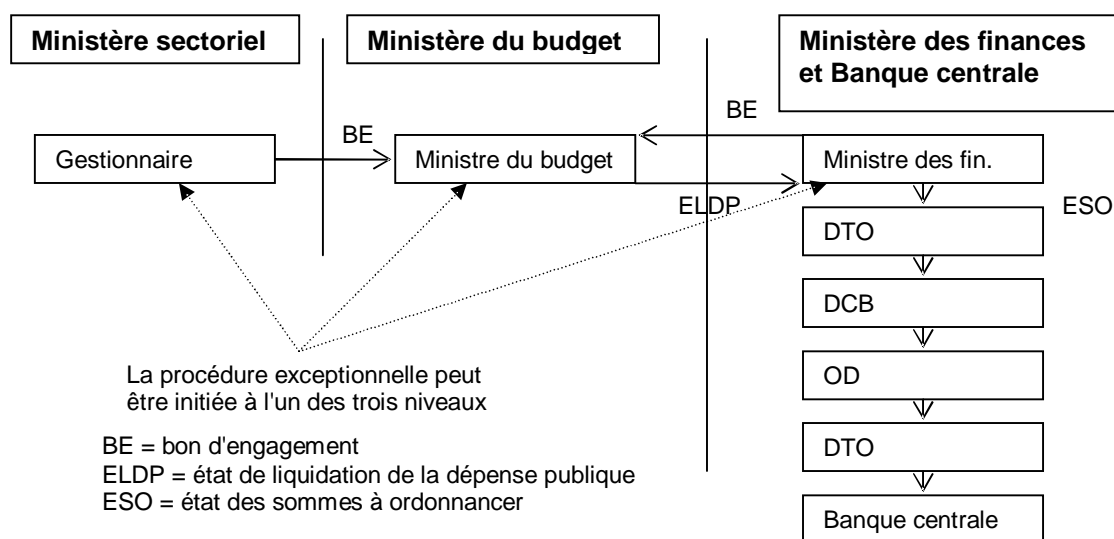 Ministère sectoriel
Ministère du budget
Ministère des finances
et Banque centrale
BE
BE
Gestionnaire
Ministre du budget
Ministre des fin.
ELDP
ESO
DTO
DCB
OD
DTO
Banque centrale
La procédure exceptionnelle peut
être initiée à l'un des trois niveaux
BE = bon d'engagement
ELDP = état de liquidation de la dépense publique
ESO = état des sommes à ordonnancer